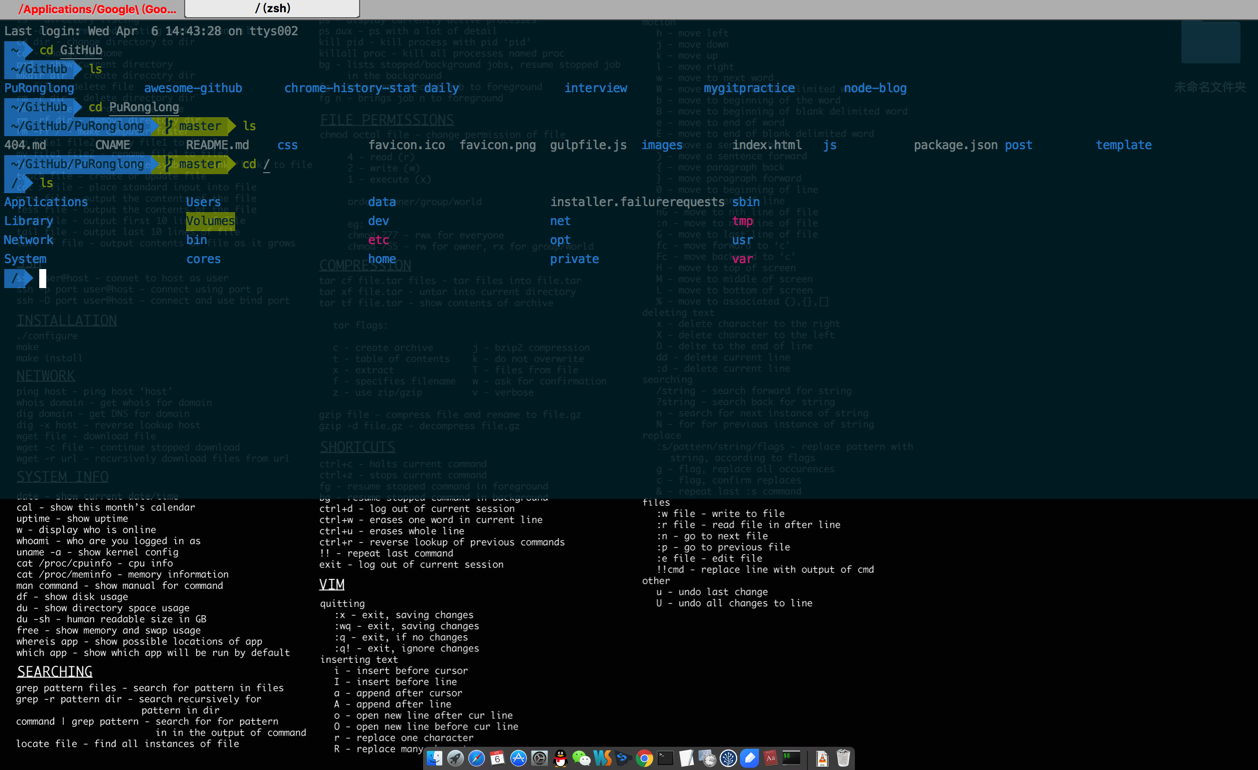 /Applications/Google\ (Goo...
/ (zsh)
Last login: Wed Apr  6 14:43:28 on ttys002
~ cd GitHub
~/GitHub ls
PuRonglong awesome-github chrome-history-stat daily interview mygitpractice node-blog
~/GitHub cd PuRonglong
~/GitHub/PuRonglong master ls
404.md CNAME README.md css favicon.ico favicon.png gulpfile.js images index.html js package.json post template
~/GitHub/PuRonglong master cd /
/ ls
Applications Users data installer.failurerequests sbin
Library Volumes dev net tmp
Network bin etc opt usr
System cores home private var
/
未命名文件夹
ps aux - ps with a lot of detail
kill pid - kill process with pid 'pid'
killall proc - kill all processes named proc
bg - lists stopped/background jobs, resume stopped job
in the background
FILE PERMISSIONS
chmod octal file - change permission of file
4 - read (r)
2 - write (w)
1 - execute (x)
order: owner/group/world
eg:
chmod 777 - rwx for everyone
chmod 755 - rw for owner, rx for group/world
COMPRESSION
tar cf file.tar files - tar files into file.tar
tar xf file.tar - untar into current directory
tar tf file.tar - show contents of archive
tar flags:
c - create archive j - bzip2 compression
t - table of contents k - do not overwrite
x - extract T - files from file
f - specifies filename w - ask for confirmation
z - use zip/gzip v - verbose
gzip file - compress file and rename to file.gz
gzip -d file.gz - decompress file.gz
SHORTCUTS
ctrl+c - halts current command
ctrl+z - stops current command
fg - resume stopped command in foreground
bg - resume stopped command in background
ctrl+d - log out of current session
ctrl+w - erases one word in current line
ctrl+u - erases whole line
ctrl+r - reverse lookup of previous commands
!! - repeat last command
exit - log out of current session
VIM
quitting
:x - exit, saving changes
:wq - exit, saving changes
:q - exit, if no changes
:q! - exit, ignore changes
inserting text
i - insert before cursor
I - insert before line
a - append after cursor
A - append after line
o - open new line after cur line
O - open new line before cur line
r - replace one character
R - replace many
ssh user@host - connet to host as user
ssh -p port user@host - connect using port p
ssh -D port user@host - connect and use bind port
INSTALLATION
./configure
make
make install
NETWORK
ping host - ping host 'host'
whois domain - get whois for domain
dig domain - get DNS for domain
dig -x host - reverse lookup host
wget file - download file
wget -c file - continue stopped download
wget -r url - recursively download files from url
SYSTEM INFO
date - show current date/time
cal - show this month's calendar
uptime - show uptime
w - display who is online
whoami - who are you logged in as
uname -a - show kernel config
cat /proc/cpuinfo - cpu info
cat /proc/meminfo - memory information
man command - show manual for command
df - show disk usage
du - show directory space usage
du -sh - human readable size in GB
free - show memory and swap usage
whereis app - show possible locations of app
which app - show which app will be run by default
SEARCHING
grep pattern files - search for pattern in files
grep -r pattern dir - search recursively for
pattern in dir
command | grep pattern - search for for pattern
in in the output of command
locate file - find all instances of file
h - move left
j - move down
k - move up
l - move right
w - move to next word
b - move to beginning of the word
e - move to end of word
0 - move to beginning of line
H - move to top of screen
M - move to middle of screen
L - move to bottom of screen
% - move to associated (),{},[]
deleting text
x - delete character to the right
X - delete character to the left
D - delte to the end of line
dd - delete current line
:d - delete current line
searching
/string - search forward for string
?string - search back for string
n - search for next instance of string
N - for for previous instance of string
replace
:s/pattern/string/flags - replace pattern with
string, according to flags
g - flag, replace all occurences
c - flag, confirm replaces
& - repeat last :s command
files
:w file - write to file
:r file - read file in after line
:n - go to next file
:p - go to previous file
:e file - edit file
!!cmd - replace line with output of cmd
other
u - undo last change
U - undo all changes to line